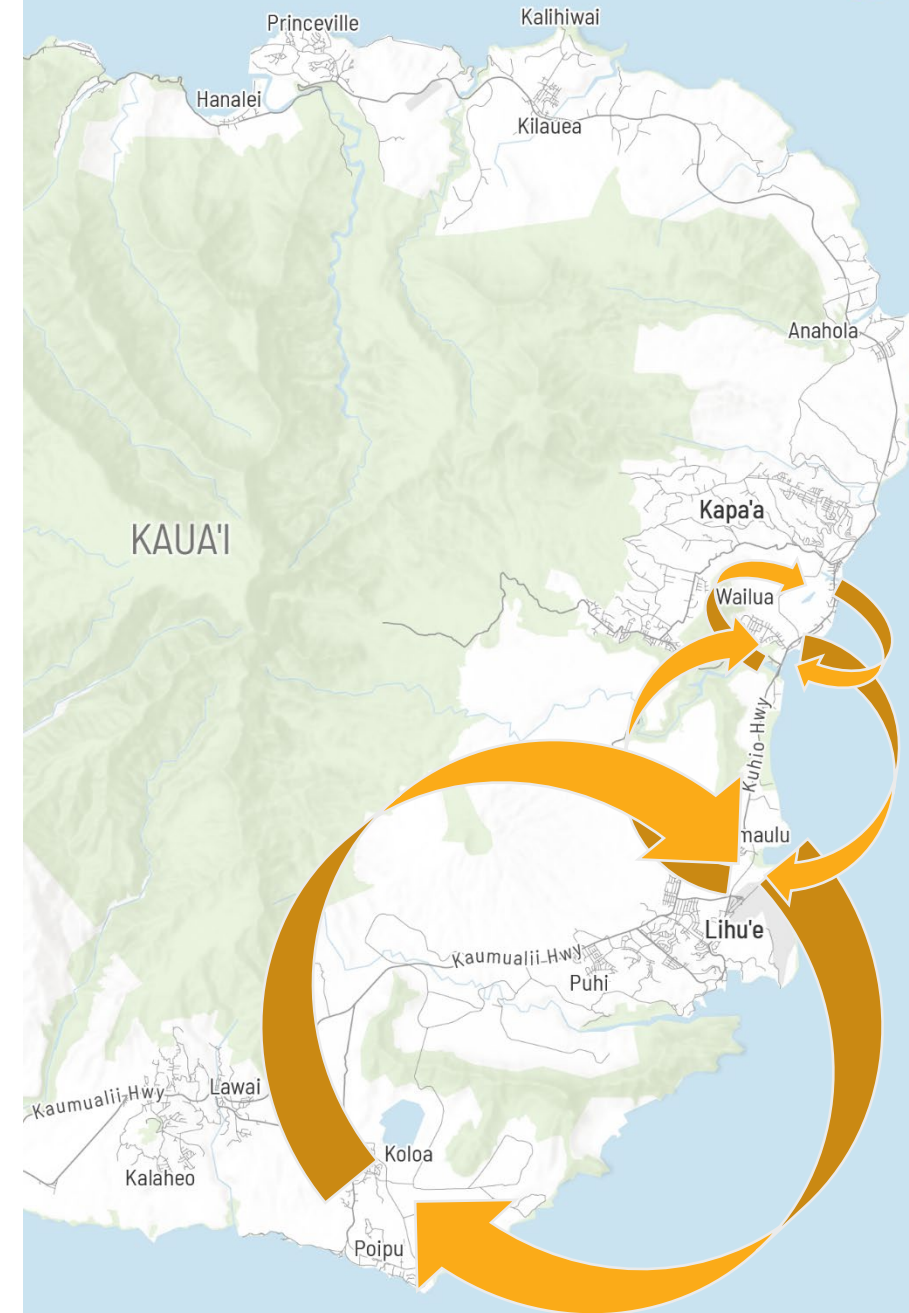 Kalihiwai
Princeville
Hanalei
Kilauea
Anahola
Kapa'a
KAUA'I
Wailua
Kuhio Hwy
maulu
Lihu'e
Kaumualii Hwy
Puhi
Lawai
Kaumualii Hwy
Koloa
Kalaheo
Poipu